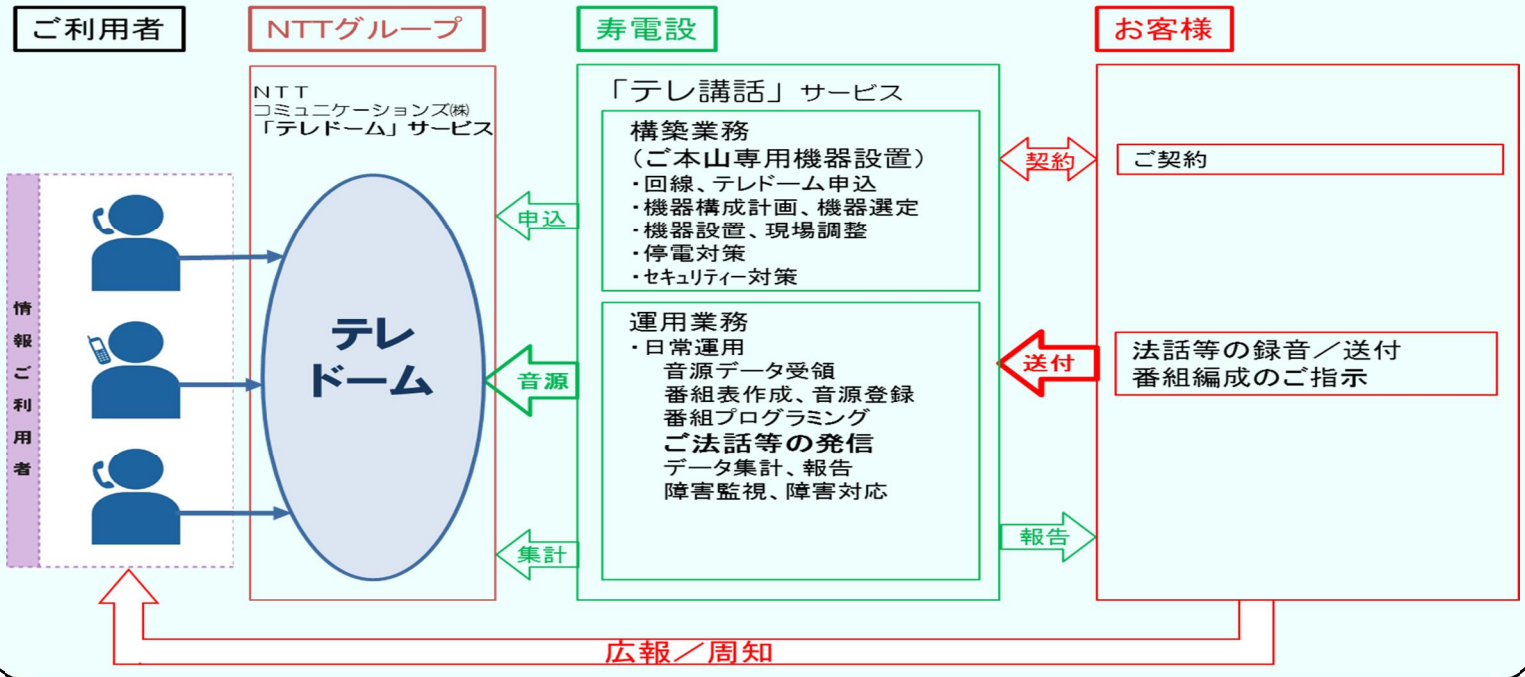 ご利用者
NTTグループ
寿電設
お客様
情報ご利用者
NTT
コミュニケーションズ㈱
「テレドーム」サービス
テレ
ドーム
申込
音源
集計
「テレ講話」サービス
構築業務
(ご本山専用機器設置)
・回線、テレドーム申込
・機器構成計画、機器選定
・機器設置、現場調整
・停電対策
・セキュリティー対策
運用業務
・日常運用
音源データ受領
番組表作成、音源登録
番組プログラミング
ご法話等の発信
データ集計、報告
障害監視、障害対応
契約
送付
報告
ご契約
法話等の録音/送付
番組編成のご指示
広報/周知